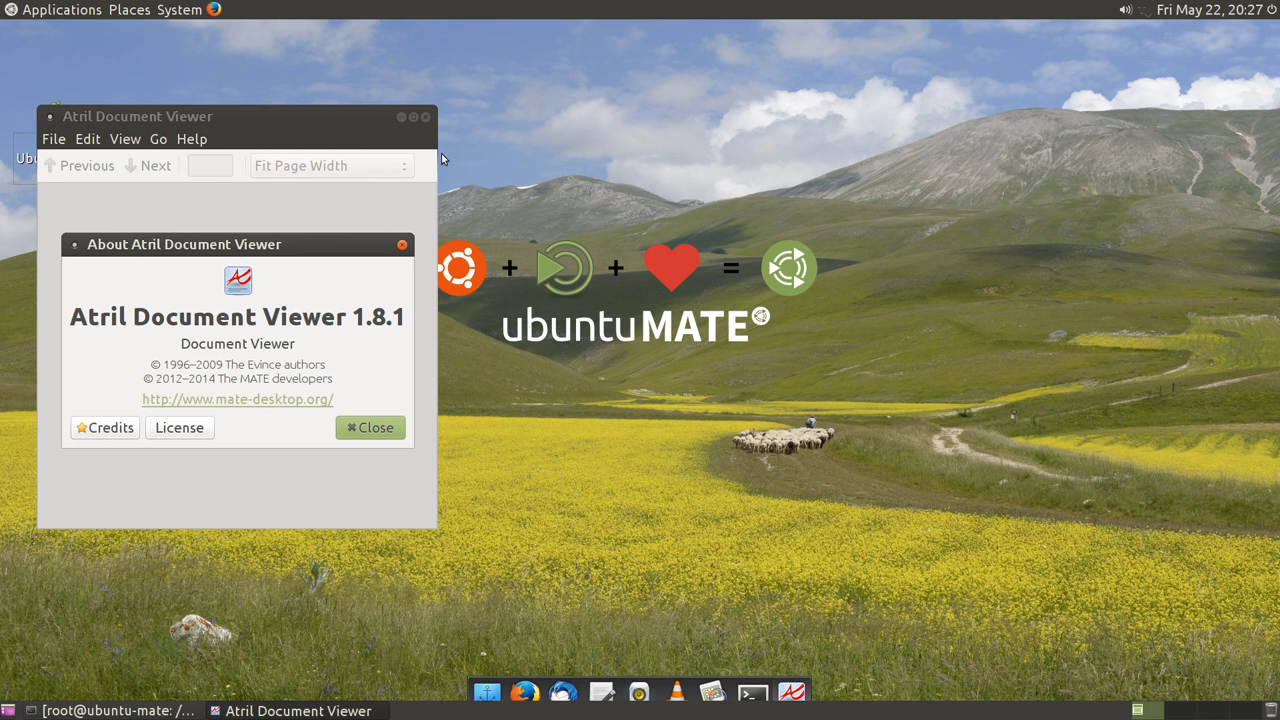 Applications Places System
Fri May 22, 20:27
Atril Document Viewer
File Edit View Go Help
Previous Next Fit Page Width
About Atril Document Viewer
Atril Document Viewer 1.8.1
Document Viewer
© 1996–2009 The Evince authors
© 2012–2014 The MATE developers
http://www.mate-desktop.org/
Credits License Close
+ + =
ubuntu MATE
[root@ubuntu-mate: /...
Atril Document Viewer